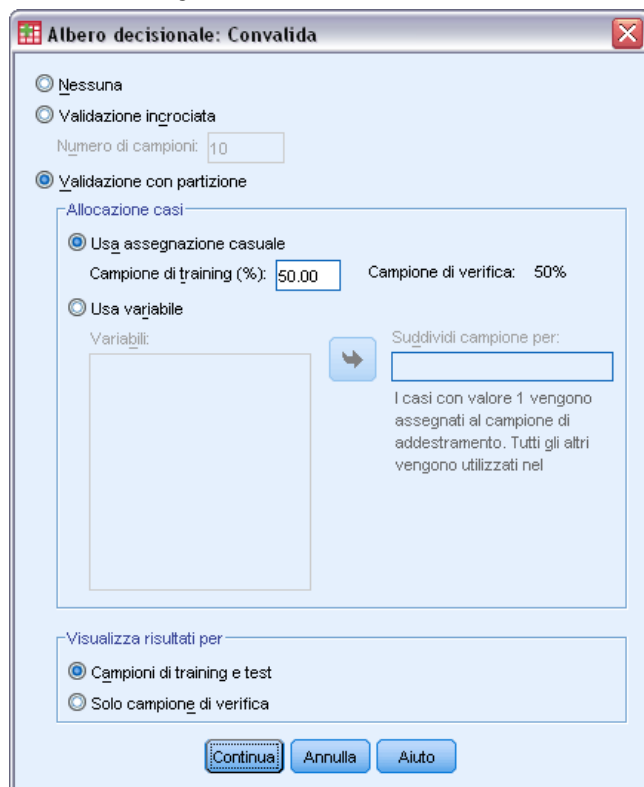 Albero decisionale: Convalida
Nessuna
Validazione incrociata
Numero di campioni: 10
Validazione con partizione
Allocazione casi
Usa assegnazione casuale
Campione di training (%): 50.00 Campione di verifica: 50%
Usa variabile
Variabili:
Suddividi campione per:
I casi con valore 1 vengono
assegnati al campione di
addestramento. Tutti gli altri
vengono utilizzati nel
Visualizza risultati per
Campioni di training e test
Solo campione di verifica
Continua Annulla Aiuto